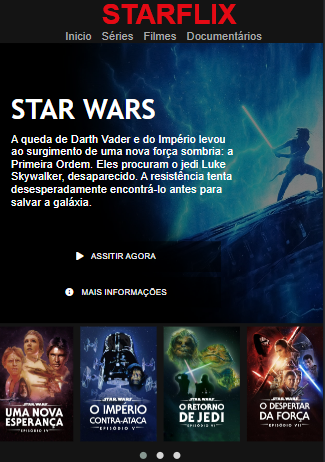 STARFLIX
Inicio Séries Filmes Documentários
STAR WARS
A queda de Darth Vader e do Império levou
ao surgimento de uma nova força sombria: a
Primeira Ordem. Eles procuram o jedi Luke
Skywalker, desaparecido. A resistência tenta
desesperadamente encontrá-lo antes para
salvar a galáxia.
ASSITIR AGORA
MAIS INFORMAÇÕES
STAR WARS
UMA NOVA
ESPERANÇA
EPISÓDIO IV
STAR WARS
O IMPÉRIO
CONTRA-ATACA
EPISÓDIO V
STAR WARS
O RETORNO
DE JEDI
EPISÓDIO VI
STAR WARS
O DESPERTAR
DA FORÇA
EPISÓDIO VII